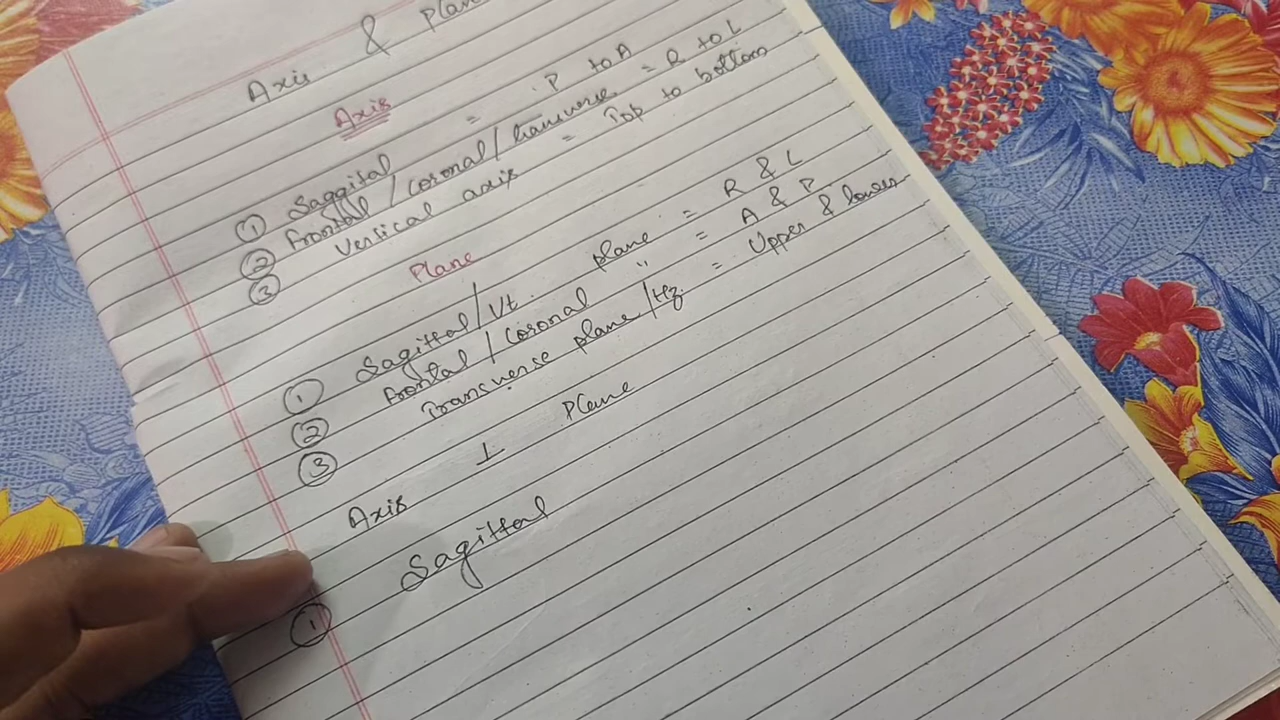 Axis & Plane
Axis
① Saggital = P to A
② Frontal / Coronal / transverse = R to L
③ Vertical axis = Top to bottom
Plane
① Sagittal / Vt. plane = R & L
② Frontal / Coronal " = A & P
③ Transverse plane / Hz. = Upper & lower
Axis ⊥ Plane
① Sagittal